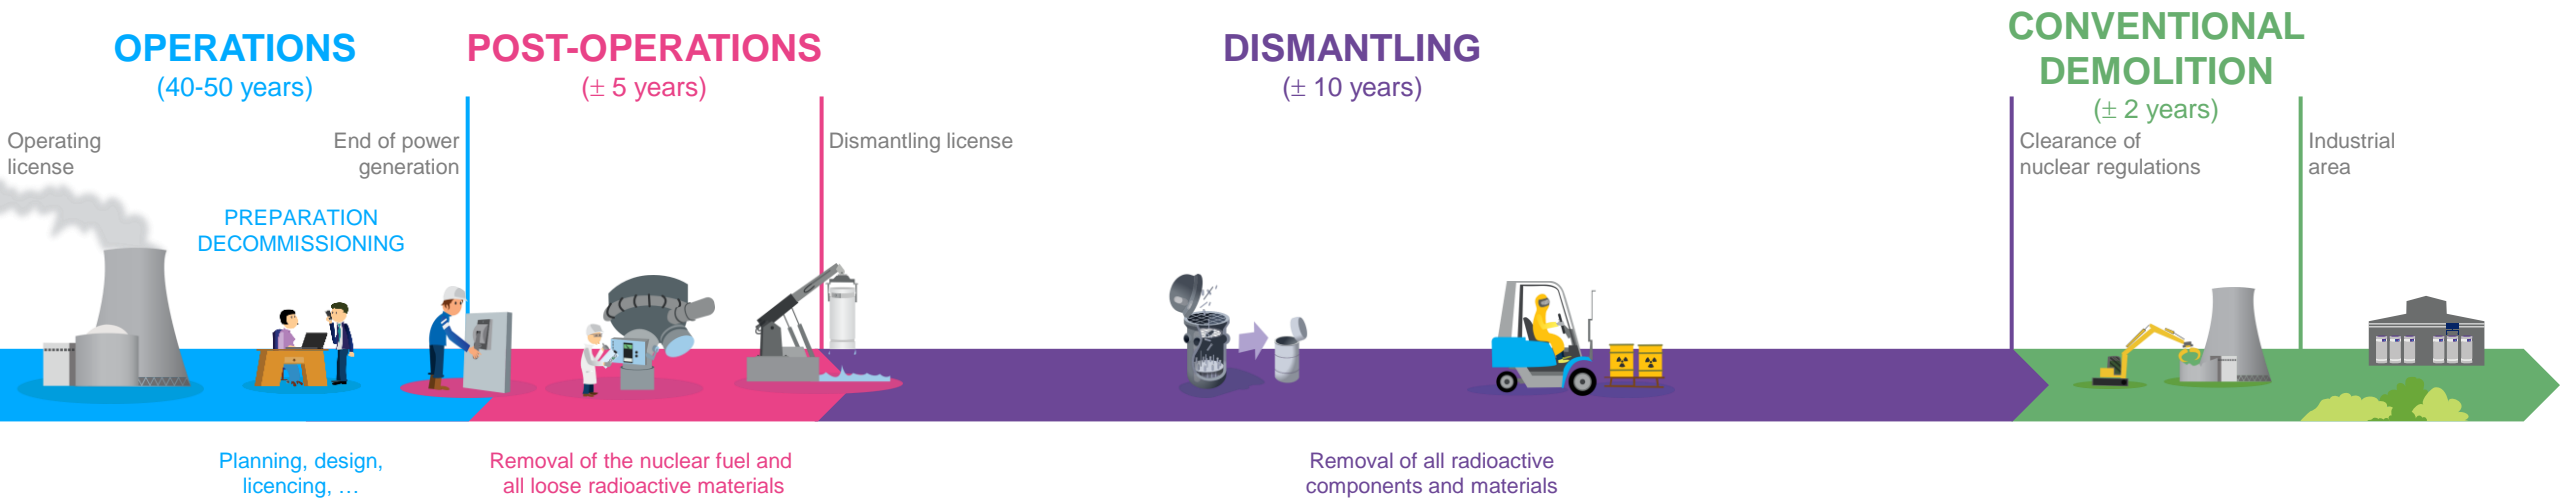 OPERATIONS
(40-50 years)
Operating
license
End of power
generation
PREPARATION
DECOMMISSIONING
Planning, design,
licencing, …
POST-OPERATIONS
(± 5 years)
Removal of the nuclear fuel and
all loose radioactive materials
DISMANTLING
(± 10 years)
Dismantling license
Removal of all radioactive
components and materials
CONVENTIONAL
DEMOLITION
(± 2 years)
Clearance of
nuclear regulations
Industrial
area